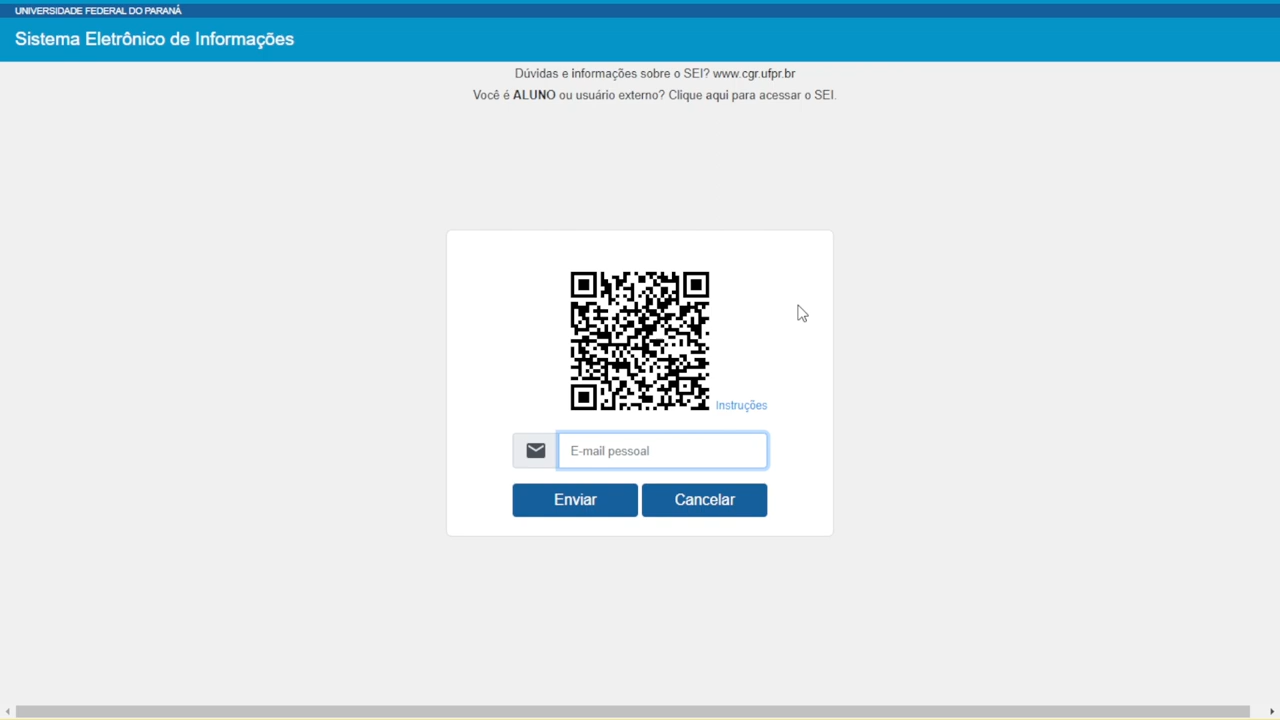 UNIVERSIDADE FEDERAL DO PARANÁ
Sistema Eletrônico de Informações
Dúvidas e informações sobre o SEI? www.cgr.ufpr.br
Você é ALUNO ou usuário externo? Clique aqui para acessar o SEI.
Instruções
E-mail pessoal
Enviar Cancelar